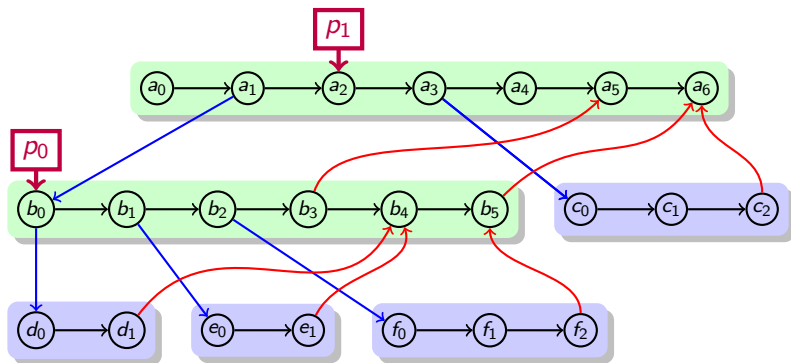 p₁
a₀ a₁ a₂ a₃ a₄ a₅ a₆
p₀
b₀ b₁ b₂ b₃ b₄ b₅ c₀ c₁ c₂
d₀ d₁ e₀ e₁ f₀ f₁ f₂